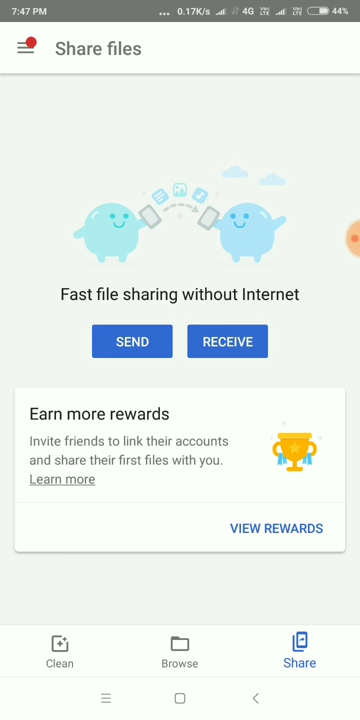 7:47 PM ... 0.17K/s 4G VoLTE VoLTE 44%
Share files
Fast file sharing without Internet
SEND RECEIVE
Earn more rewards
Invite friends to link their accounts
and share their first files with you.
Learn more
VIEW REWARDS
Clean Browse Share